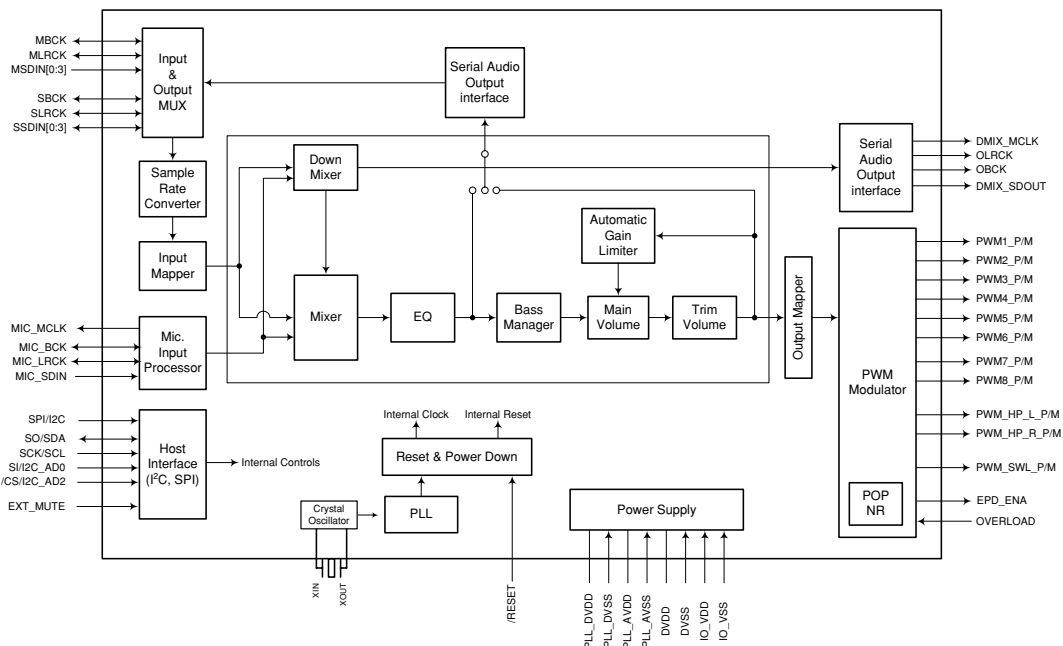 MBCK
MLRCK
MSDIN[0:3]
SBCK
SLRCK
SSDIN[0:3]
Input
&
Output
MUX
Serial Audio
Output
interface
Sample
Rate
Converter
Down
Mixer
Serial
Audio
Output
interface
DMIX_MCLK
OLRCK
OBCK
DMIX_SDOUT
Input
Mapper
Automatic
Gain
Limiter
Mixer
EQ
Bass
Manager
Main
Volume
Trim
Volume
Output Mapper
PWM
Modulator
POP
NR
PWM1_P/M
PWM2_P/M
PWM3_P/M
PWM4_P/M
PWM5_P/M
PWM6_P/M
PWM7_P/M
PWM8_P/M
PWM_HP_L_P/M
PWM_HP_R_P/M
PWM_SWL_P/M
EPD_ENA
OVERLOAD
MIC_MCLK
MIC_BCK
MIC_LRCK
MIC_SDIN
Mic.
Input
Processor
SPI/I2C
SO/SDA
SCK/SCL
SI/I2C_AD0
/CS/I2C_AD2
EXT_MUTE
Host
Interface
(I²C, SPI)
Internal Controls
Internal Clock
Internal Reset
Reset & Power Down
Crystal
Oscillator
PLL
XIN
XOUT
/RESET
Power Supply
PLL_DVDD
PLL_DVSS
PLL_AVDD
PLL_AVSS
DVDD
DVSS
IO_VDD
IO_VSS